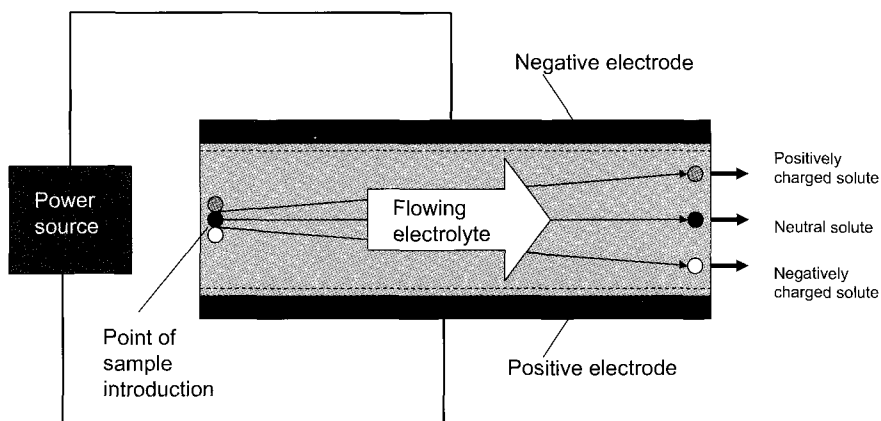 Negative electrode
Positively
charged solute
Power
source
Flowing
electrolyte
Neutral solute
Negatively
charged solute
Point of
sample
introduction
Positive electrode